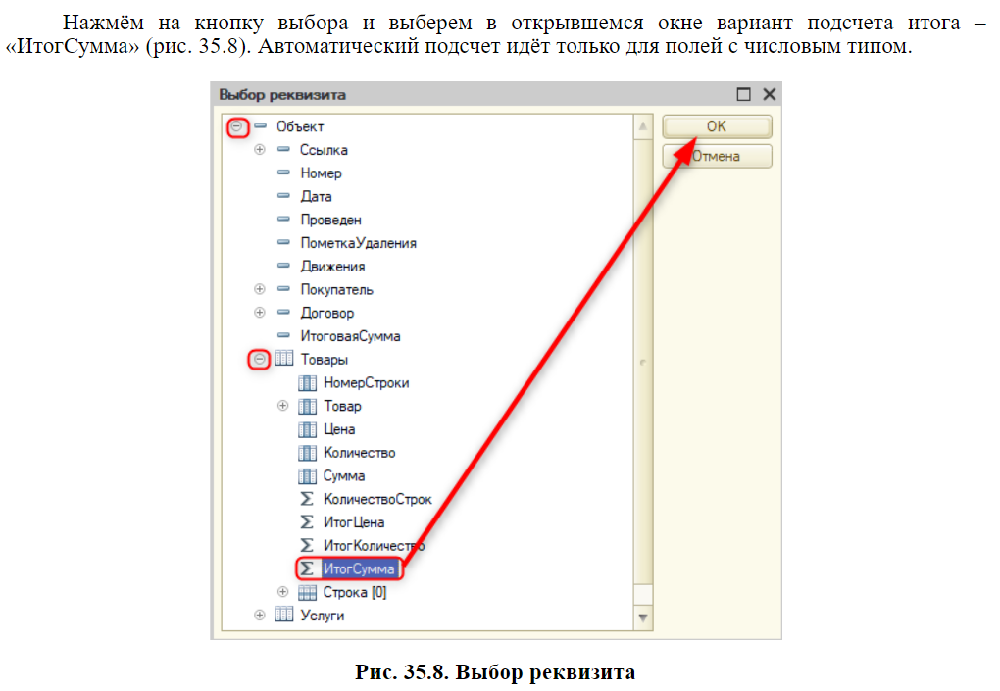 Нажмём на кнопку выбора и выберем в открывшемся окне вариант подсчета итога –
«ИтогСумма» (рис. 35.8). Автоматический подсчет идёт только для полей с числовым типом.
Выбор реквизита
Объект
Ссылка
Номер
Дата
Проведен
ПометкаУдаления
Движения
Покупатель
Договор
ИтоговаяСумма
Товары
НомерСтроки
Товар
Цена
Количество
Сумма
КоличествоСтрок
ИтогЦена
ИтогКоличество
ИтогСумма
Строка [0]
Услуги
ОК
Отмена
Рис. 35.8. Выбор реквизита